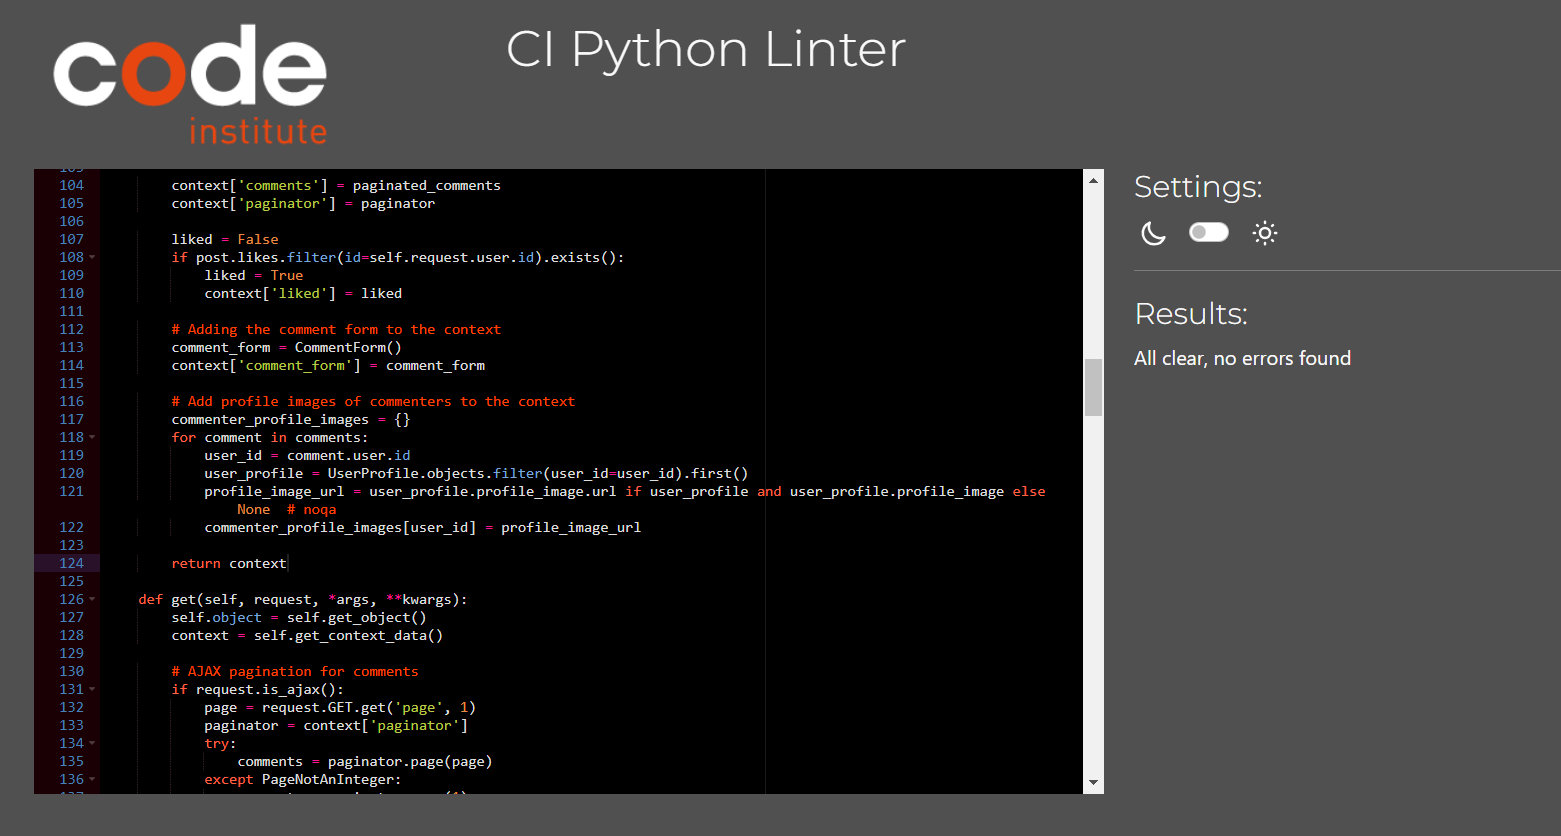 code
institute
CI Python Linter
104 context['comments'] = paginated_comments
105 context['paginator'] = paginator
106
107 liked = False
108 if post.likes.filter(id=self.request.user.id).exists():
109 liked = True
110 context['liked'] = liked
111
112 # Adding the comment form to the context
113 comment_form = CommentForm()
114 context['comment_form'] = comment_form
115
116 # Add profile images of commenters to the context
117 commenter_profile_images = {}
118 for comment in comments:
119 user_id = comment.user.id
120 user_profile = UserProfile.objects.filter(user_id=user_id).first()
121 profile_image_url = user_profile.profile_image.url if user_profile and user_profile.profile_image else
None  # noqa
122 commenter_profile_images[user_id] = profile_image_url
123
124 return context
125
126 def get(self, request, *args, **kwargs):
127 self.object = self.get_object()
128 context = self.get_context_data()
129
130 # AJAX pagination for comments
131 if request.is_ajax():
132 page = request.GET.get('page', 1)
133 paginator = context['paginator']
134 try:
135 comments = paginator.page(page)
136 except PageNotAnInteger:
Settings:
Results:
All clear, no errors found